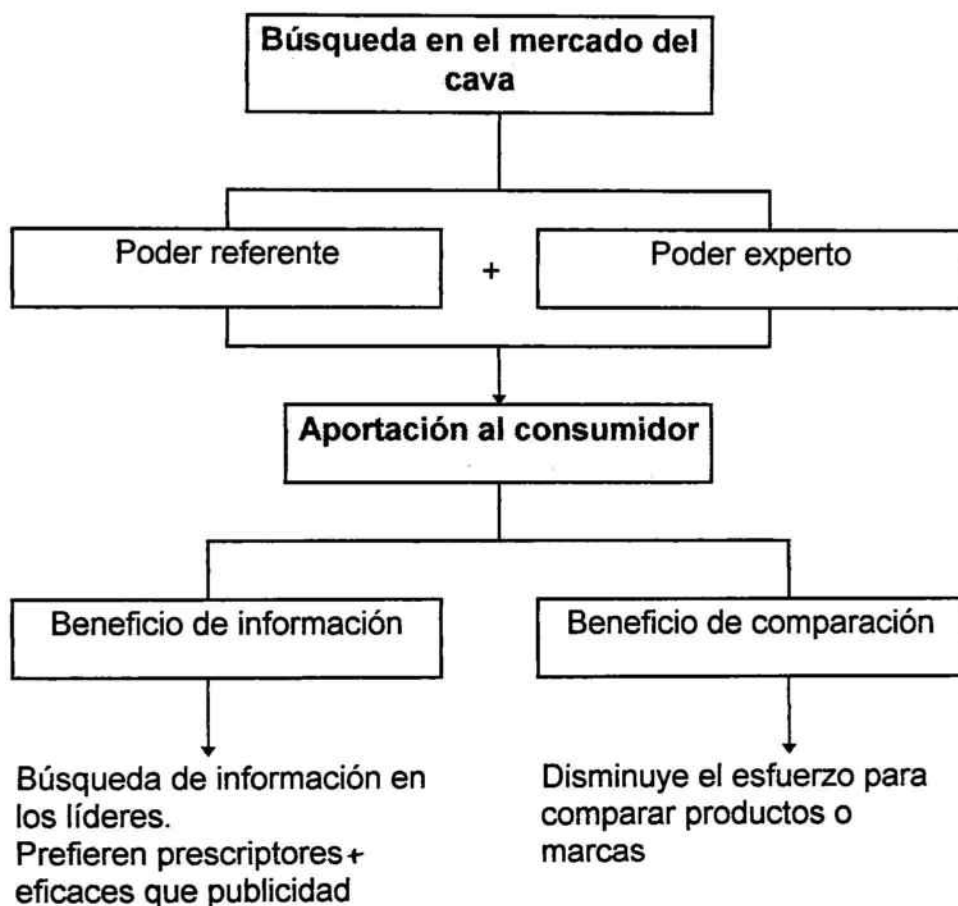 Búsqueda en el mercado del
cava
Poder referente
+
Poder experto
Aportación al consumidor
Beneficio de información
Beneficio de comparación
Búsqueda de información en
los líderes.
Prefieren prescriptores +
eficaces que publicidad
Disminuye el esfuerzo para
comparar productos o
marcas